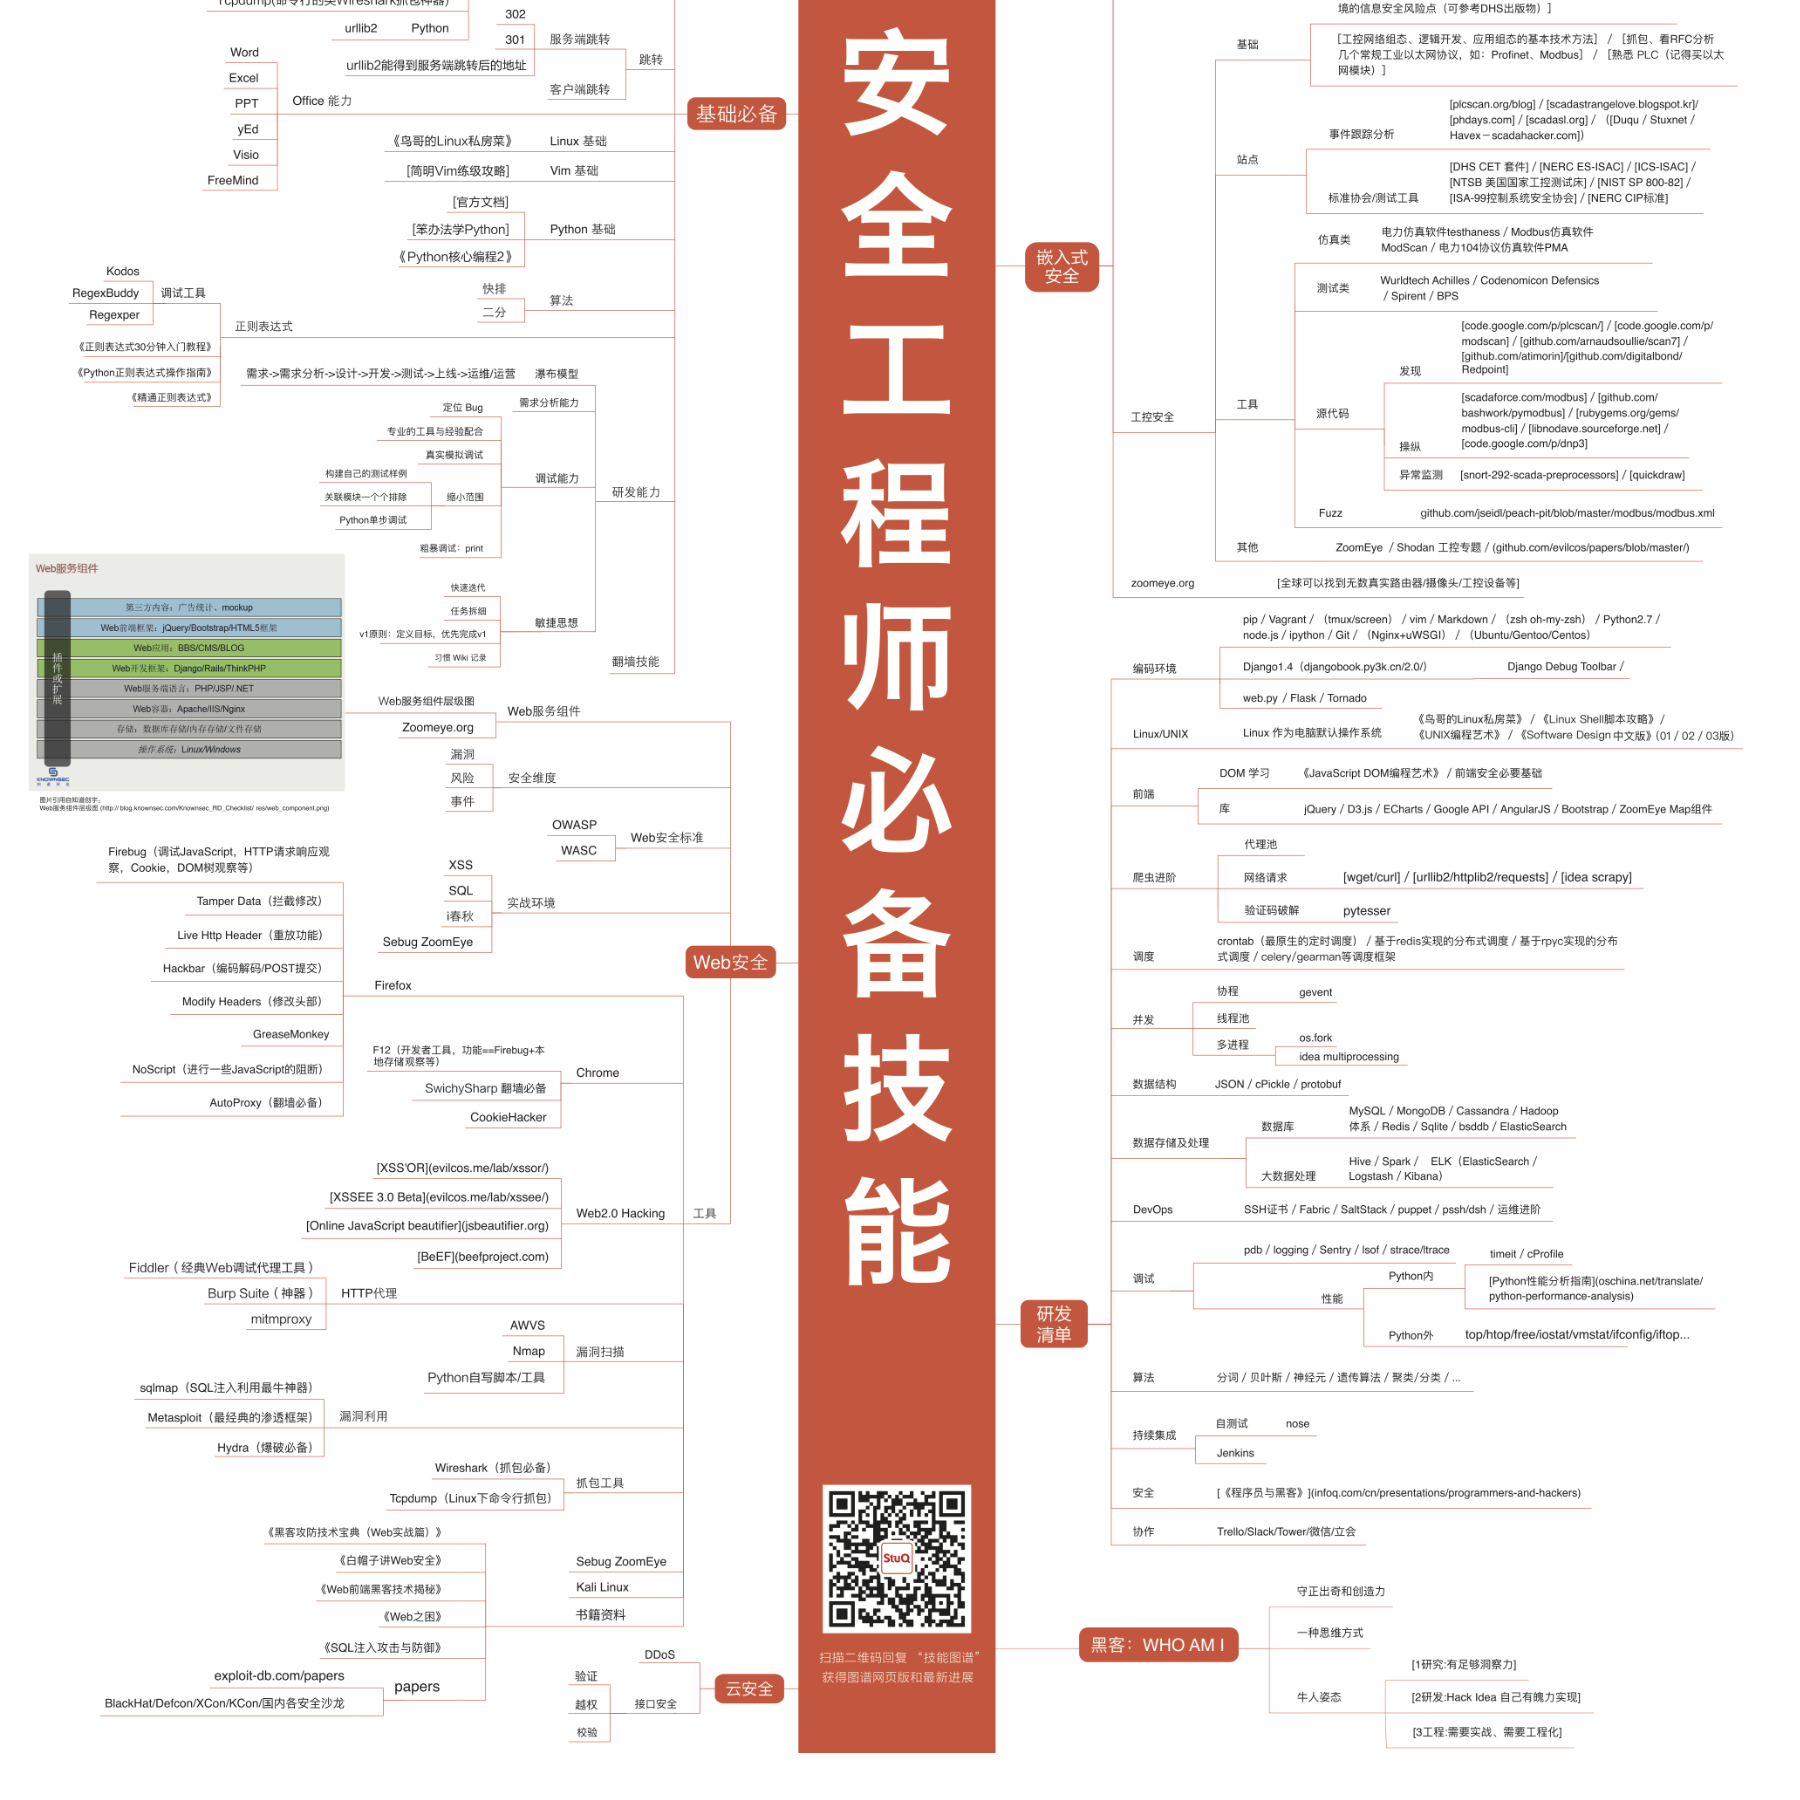 安全工程师必备技能
基础必备
302
301
服务端跳转
urllib2能得到服务端跳转后的地址
客户端跳转
跳转
urllib2
Python
Word
Excel
PPT
yEd
Visio
FreeMind
Office 能力
《鸟哥的Linux私房菜》
Linux 基础
[简明Vim练级攻略]
Vim 基础
[官方文档]
[笨办法学Python]
《Python核心编程2》
Python 基础
快排
二分
算法
Kodos
RegexBuddy
Regexper
调试工具
《正则表达式30分钟入门教程》
《Python正则表达式操作指南》
《精通正则表达式》
正则表达式
需求->需求分析->设计->开发->测试->上线->运维/运营
瀑布模型
需求分析能力
定位 Bug
专业的工具与经验配合
真实模拟调试
构建自己的测试样例
关联模块一个个排除
Python单步调试
缩小范围
粗暴调试：print
调试能力
研发能力
快速迭代
任务拆细
v1原则：定义目标，优先完成v1
习惯 Wiki 记录
敏捷思想
翻墙技能
Web服务组件
插件或扩展
第三方内容：广告统计、mockup
Web前端框架：jQuery/Bootstrap/HTML5框架
Web应用：BBS/CMS/BLOG
Web开发框架：Django/Rails/ThinkPHP
Web服务端语言：PHP/JSP/.NET
Web容器：Apache/IIS/Nginx
存储：数据库存储/内存存储/文件存储
操作系统：Linux/Windows
KNOWNSEC
图片引用自知道创宇：
Web服务组件层级图 (http:// blog.knownsec.com/Knownsec_RD_Checklist/ res/web_component.png)
Web安全
Web服务组件层级图
Zoomeye.org
Web服务组件
漏洞
风险
事件
安全维度
OWASP
WASC
Web安全标准
XSS
SQL
i春秋
Sebug ZoomEye
实战环境
Firebug（调试JavaScript，HTTP请求响应观
察，Cookie，DOM树观察等）
Tamper Data（拦截修改）
Live Http Header（重放功能）
Hackbar（编码解码/POST提交）
Modify Headers（修改头部）
GreaseMonkey
NoScript（进行一些JavaScript的阻断）
AutoProxy（翻墙必备）
Firefox
F12（开发者工具，功能==Firebug+本
地存储观察等）
SwichySharp 翻墙必备
CookieHacker
Chrome
[XSS'OR](evilcos.me/lab/xssor/)
[XSSEE 3.0 Beta](evilcos.me/lab/xssee/)
[Online JavaScript beautifier](jsbeautifier.org)
[BeEF](beefproject.com)
Web2.0 Hacking
工具
Fiddler（经典Web调试代理工具）
Burp Suite（神器）
mitmproxy
HTTP代理
AWVS
Nmap
Python自写脚本/工具
漏洞扫描
sqlmap（SQL注入利用最牛神器）
Metasploit（最经典的渗透框架）
Hydra（爆破必备）
漏洞利用
Wireshark（抓包必备）
Tcpdump（Linux下命令行抓包）
抓包工具
Sebug ZoomEye
Kali Linux
书籍资料
《黑客攻防技术宝典（Web实战篇）》
《白帽子讲Web安全》
《Web前端黑客技术揭秘》
《Web之困》
《SQL注入攻击与防御》
exploit-db.com/papers
BlackHat/Defcon/XCon/KCon/国内各安全沙龙
papers
云安全
DDoS
验证
越权
校验
接口安全
StuQ
扫描二维码回复 “技能图谱”
获得图谱网页版和最新进展
嵌入式
安全
境的信息安全风险点（可参考DHS出版物）]
基础
[工控网络组态、逻辑开发、应用组态的基本技术方法] / [抓包、看RFC分析
几个常规工业以太网协议，如：Profinet、Modbus] / [熟悉 PLC（记得买以太
网模块）]
站点
事件跟踪分析
[plcscan.org/blog] / [scadastrangelove.blogspot.kr]/
[phdays.com] / [scadasl.org] / （[Duqu / Stuxnet /
Havex－scadahacker.com]）
标准协会/测试工具
[DHS CET 套件] / [NERC ES-ISAC] / [ICS-ISAC] /
[NTSB 美国国家工控测试床] / [NIST SP 800-82] /
[ISA-99控制系统安全协会] / [NERC CIP标准]
工控安全
工具
仿真类
电力仿真软件testhaness / Modbus仿真软件
ModScan / 电力104协议仿真软件PMA
测试类
Wurldtech Achilles / Codenomicon Defensics
/ Spirent / BPS
源代码
发现
[code.google.com/p/plcscan/] / [code.google.com/p/
modscan] / [github.com/arnaudsoullie/scan7] /
[github.com/atimorin]/[github.com/digitalbond/
Redpoint]
操纵
[scadaforce.com/modbus] / [github.com/
bashwork/pymodbus] / [rubygems.org/gems/
modbus-cli] / [libnodave.sourceforge.net] /
[code.google.com/p/dnp3]
异常监测
[snort-292-scada-preprocessors] / [quickdraw]
Fuzz
github.com/jseidl/peach-pit/blob/master/modbus/modbus.xml
其他
ZoomEye / Shodan 工控专题 / (github.com/evilcos/papers/blob/master/)
zoomeye.org
[全球可以找到无数真实路由器/摄像头/工控设备等]
研发
清单
编码环境
pip / Vagrant / （tmux/screen） / vim / Markdown / （zsh oh-my-zsh） / Python2.7 /
node.js / ipython / Git / （Nginx+uWSGI） / （Ubuntu/Gentoo/Centos）
Django1.4（djangobook.py3k.cn/2.0/）
Django Debug Toolbar /
web.py / Flask / Tornado
Linux/UNIX
Linux 作为电脑默认操作系统
《鸟哥的Linux私房菜》 / 《Linux Shell脚本攻略》 /
《UNIX编程艺术》 / 《Software Design 中文版》(01 / 02 / 03版)
前端
DOM 学习
《JavaScript DOM编程艺术》 / 前端安全必要基础
库
jQuery / D3.js / ECharts / Google API / AngularJS / Bootstrap / ZoomEye Map组件
爬虫进阶
代理池
网络请求
[wget/curl] / [urllib2/httplib2/requests] / [idea scrapy]
验证码破解
pytesser
调度
crontab（最原生的定时调度） / 基于redis实现的分布式调度 / 基于rpyc实现的分布
式调度 / celery/gearman等调度框架
并发
协程
gevent
线程池
多进程
os.fork
idea multiprocessing
数据结构
JSON / cPickle / protobuf
数据存储及处理
数据库
MySQL / MongoDB / Cassandra / Hadoop
体系 / Redis / Sqlite / bsddb / ElasticSearch
大数据处理
Hive / Spark / ELK（ElasticSearch /
Logstash / Kibana）
DevOps
SSH证书 / Fabric / SaltStack / puppet / pssh/dsh / 运维进阶
调试
pdb / logging / Sentry / lsof / strace/ltrace
性能
Python内
timeit / cProfile
[Python性能分析指南](oschina.net/translate/
python-performance-analysis)
Python外
top/htop/free/iostat/vmstat/ifconfig/iftop...
算法
分词 / 贝叶斯 / 神经元 / 遗传算法 / 聚类/分类 / ...
持续集成
自测试
nose
Jenkins
安全
[《程序员与黑客》](infoq.com/cn/presentations/programmers-and-hackers)
协作
Trello/Slack/Tower/微信/立会
黑客：WHO AM I
守正出奇和创造力
一种思维方式
牛人姿态
[1研究:有足够洞察力]
[2研发:Hack Idea 自己有魄力实现]
[3工程:需要实战、需要工程化]